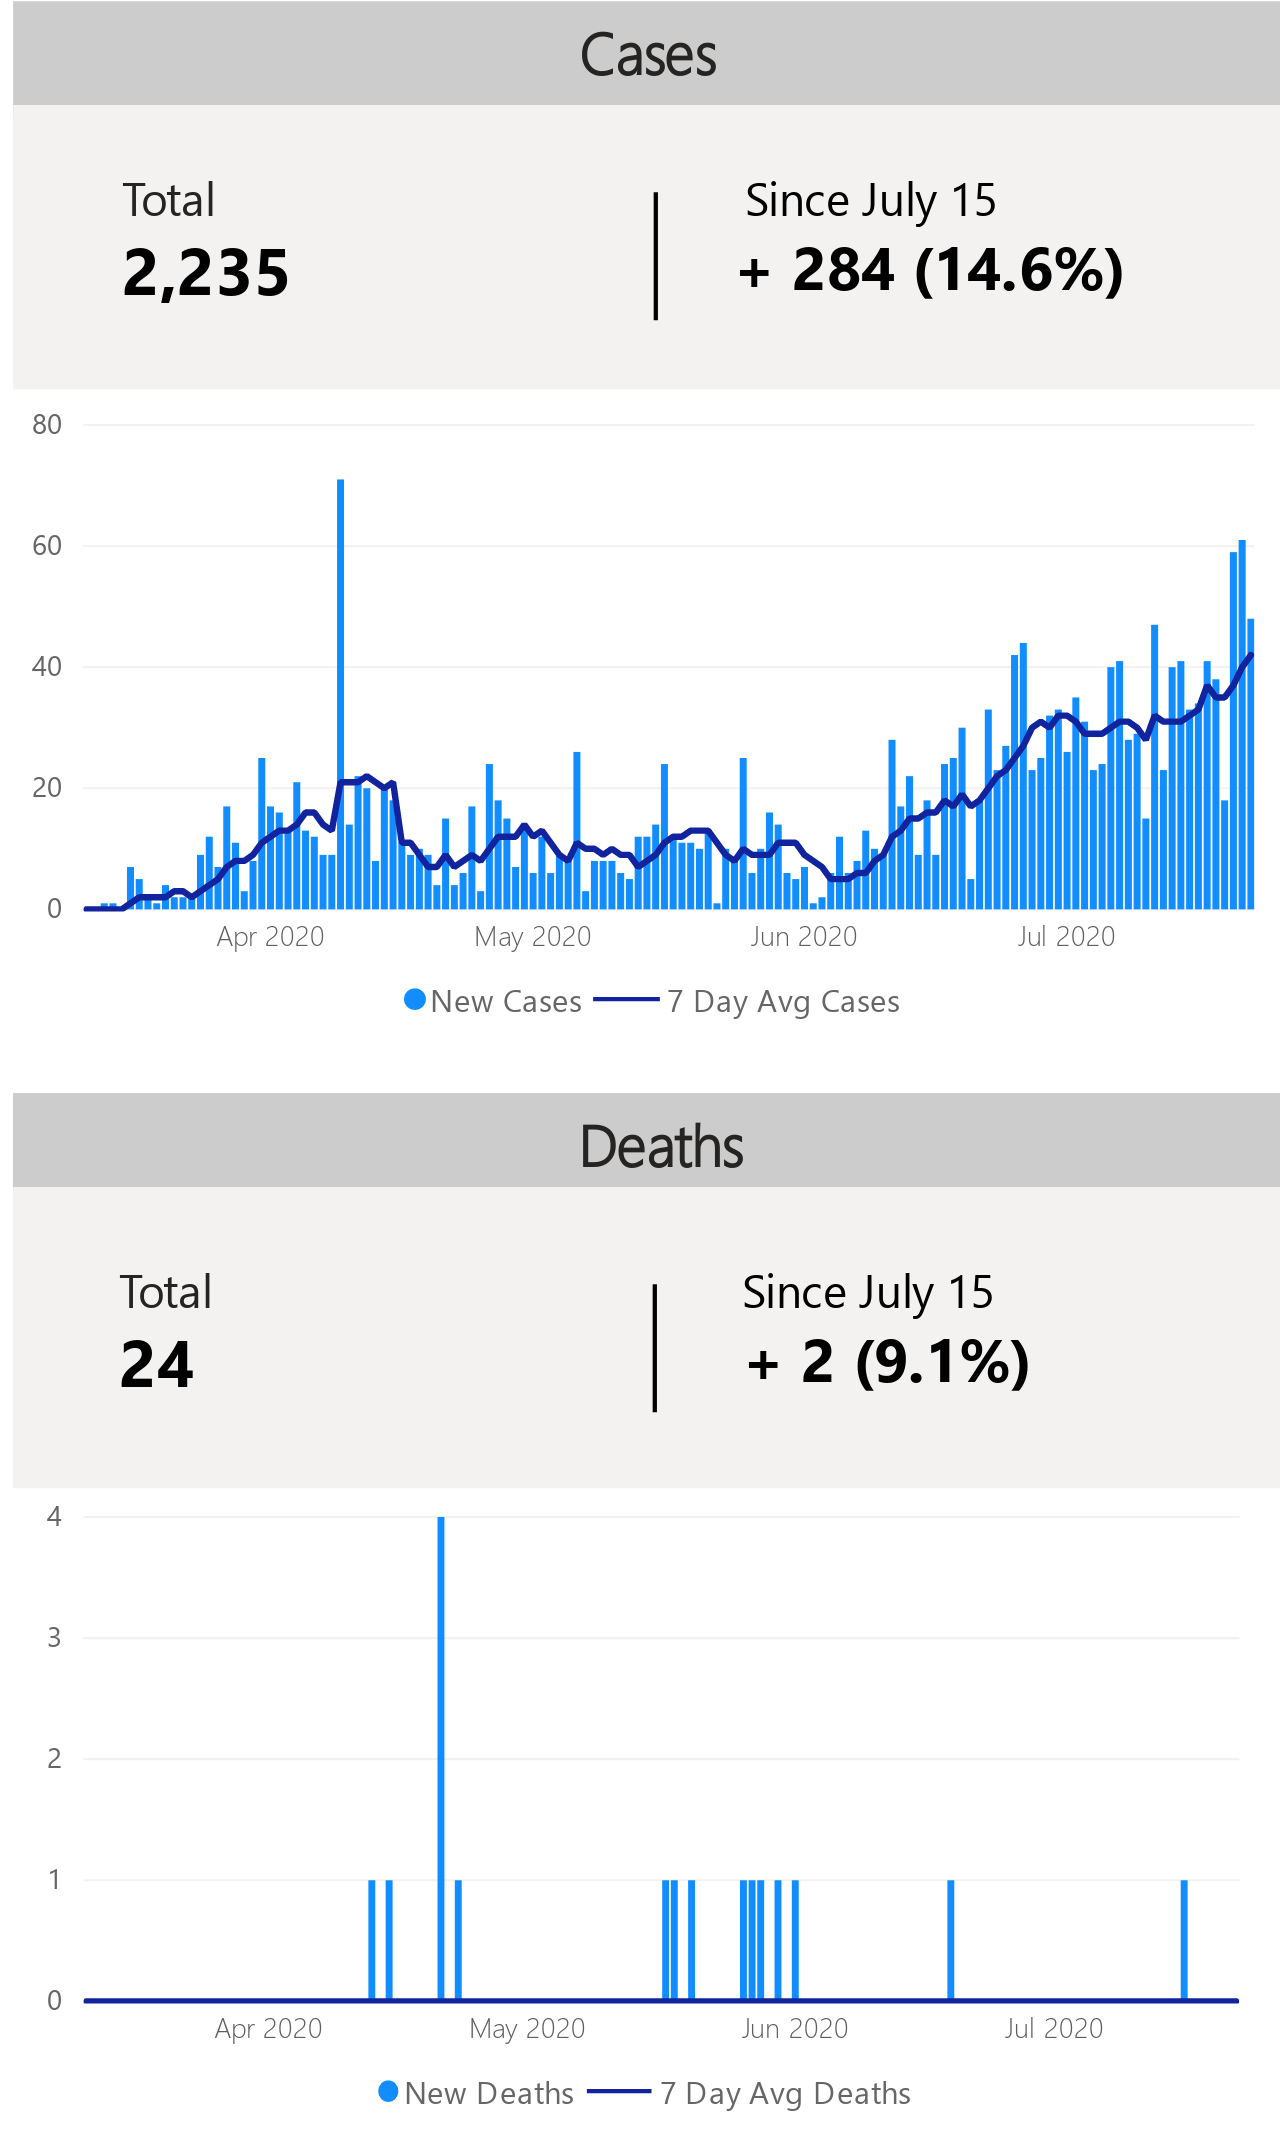 Cases
Total
2,235
Since July 15
+ 284 (14.6%)
80
60
40
20
0
Apr 2020
May 2020
Jun 2020
Jul 2020
New Cases
7 Day Avg Cases
Deaths
Total
24
Since July 15
+ 2 (9.1%)
4
3
2
1
0
Apr 2020
May 2020
Jun 2020
Jul 2020
New Deaths
7 Day Avg Deaths